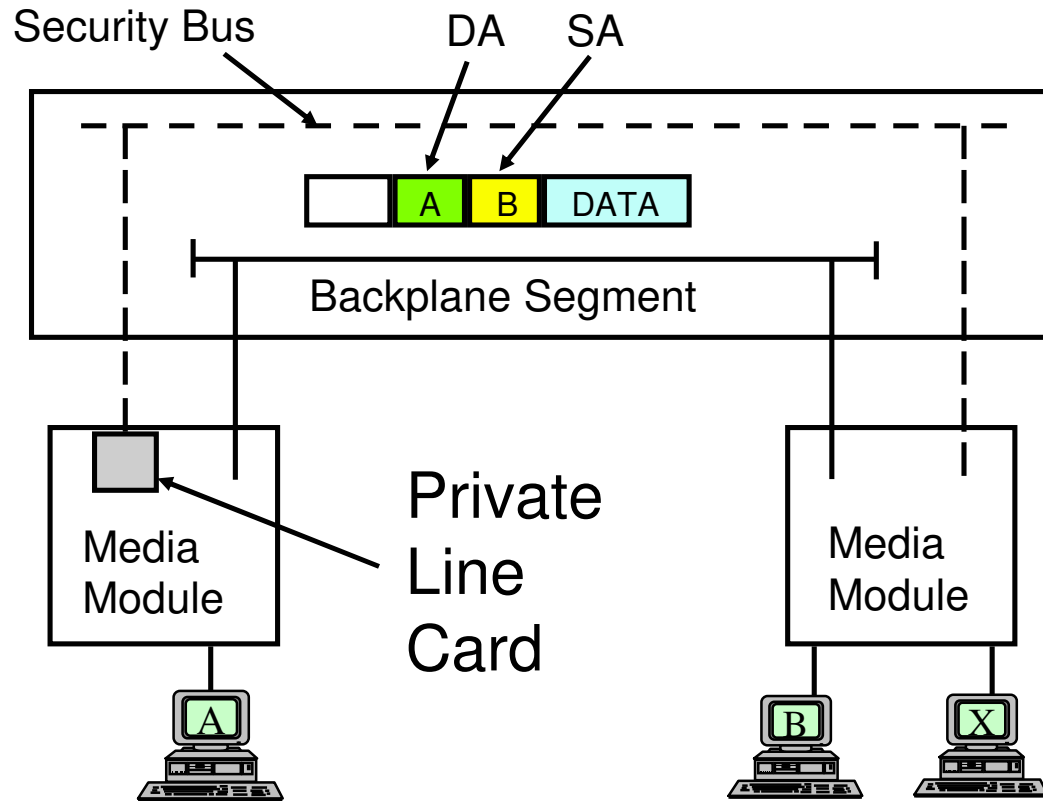 Security Bus
DA
SA
A
B
DATA
Backplane Segment
Private
Line
Card
Media
Module
Media
Module
A
B
X